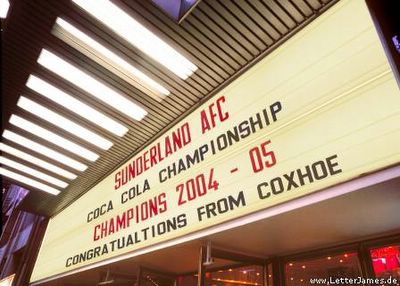 SUNDERLAND AFC
COCA COLA CHAMPIONSHIP
CHAMPIONS 2004 - 05
CONGRATUALTIONS FROM COXHOE
www.LetterJames.de